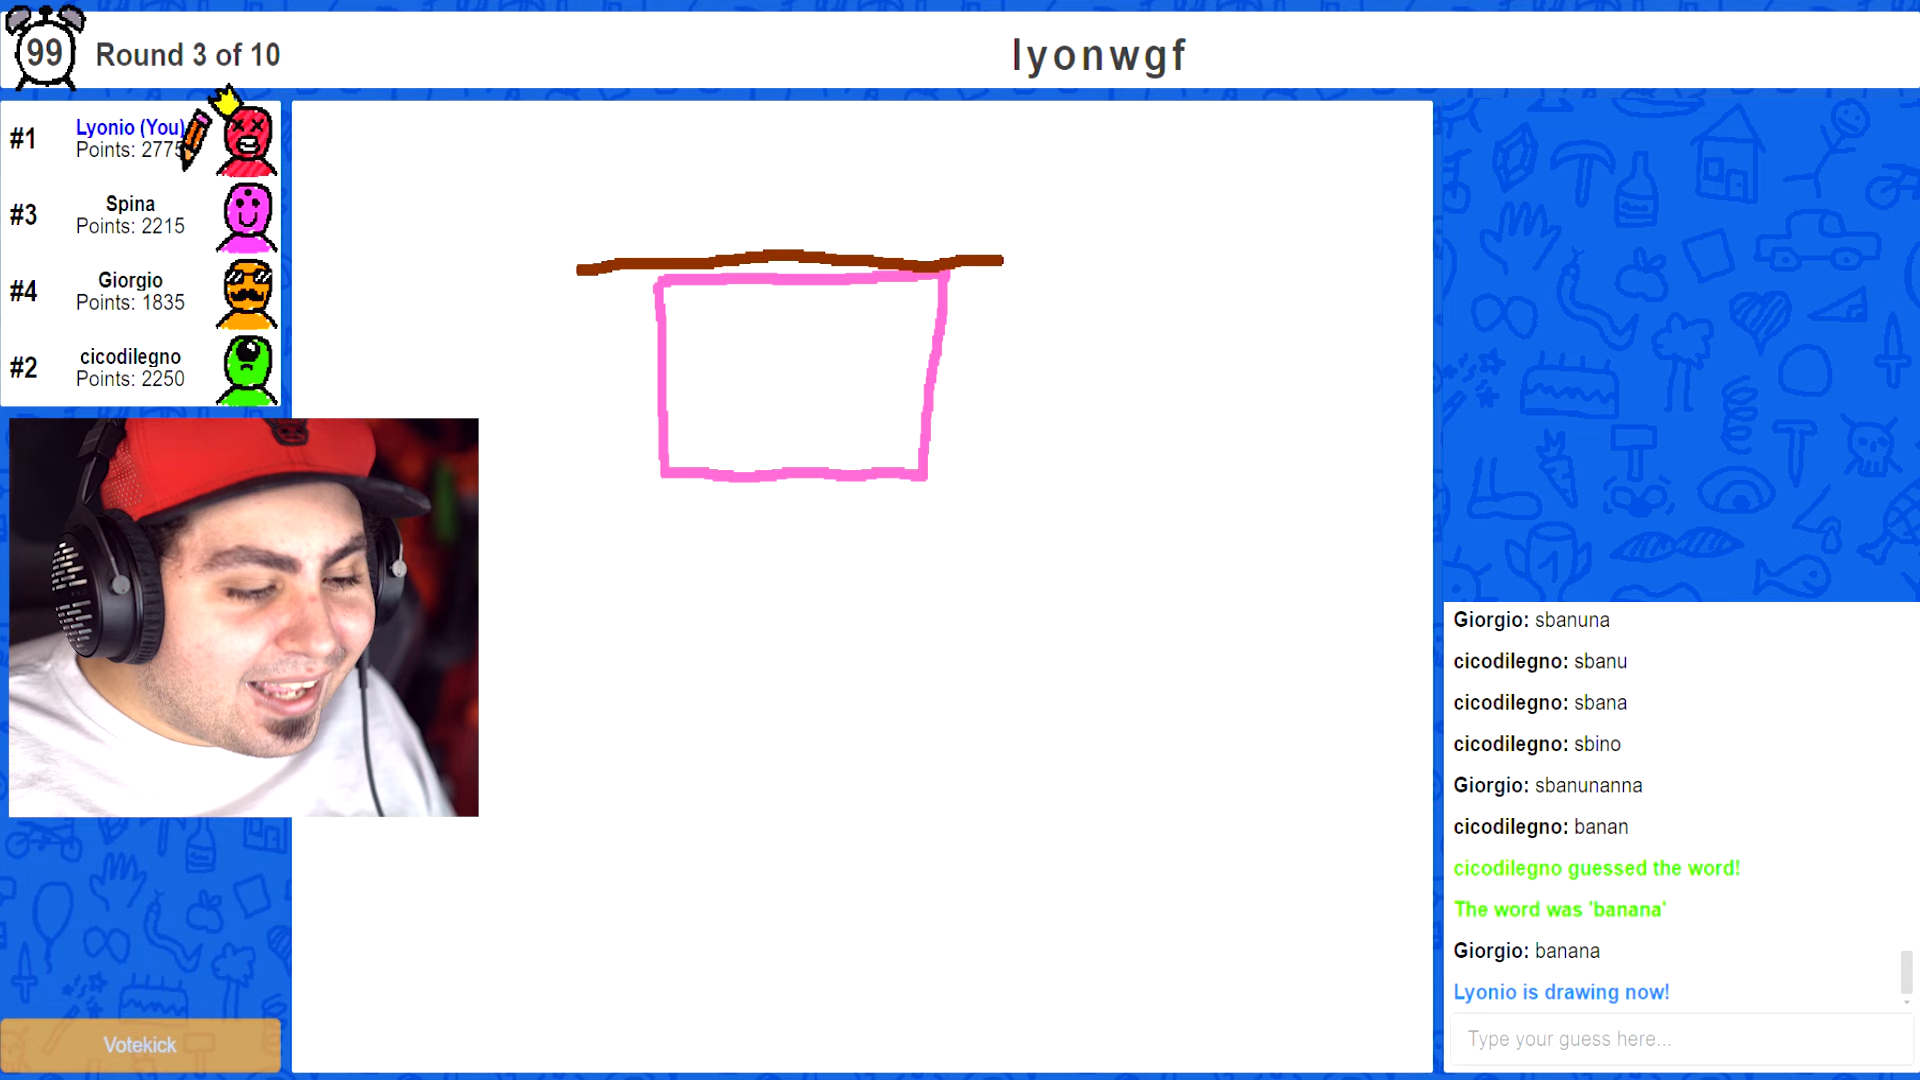 99
Round 3 of 10
lyonwgf
#1
Lyonio (You)
Points: 2775
#3
Spina
Points: 2215
#4
Giorgio
Points: 1835
#2
cicodilegno
Points: 2250
Giorgio: sbanuna
cicodilegno: sbanu
cicodilegno: sbana
cicodilegno: sbino
Giorgio: sbanunanna
cicodilegno: banan
cicodilegno guessed the word!
The word was 'banana'
Giorgio: banana
Lyonio is drawing now!
Type your guess here...
Votekick